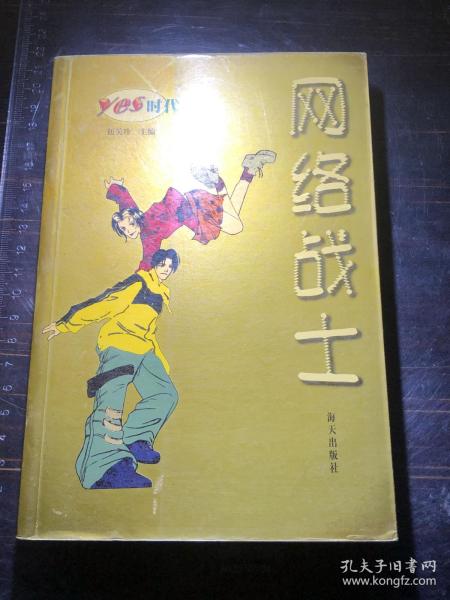 yes时代
主编
网络战士
海天出版社
孔夫子旧书网
www.kongfz.com